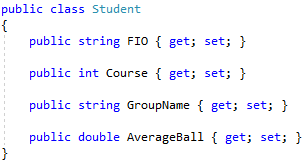 public class Student
{
    public string FIO { get; set; }
    public int Course { get; set; }
    public string GroupName { get; set; }
    public double AverageBall { get; set; }
}